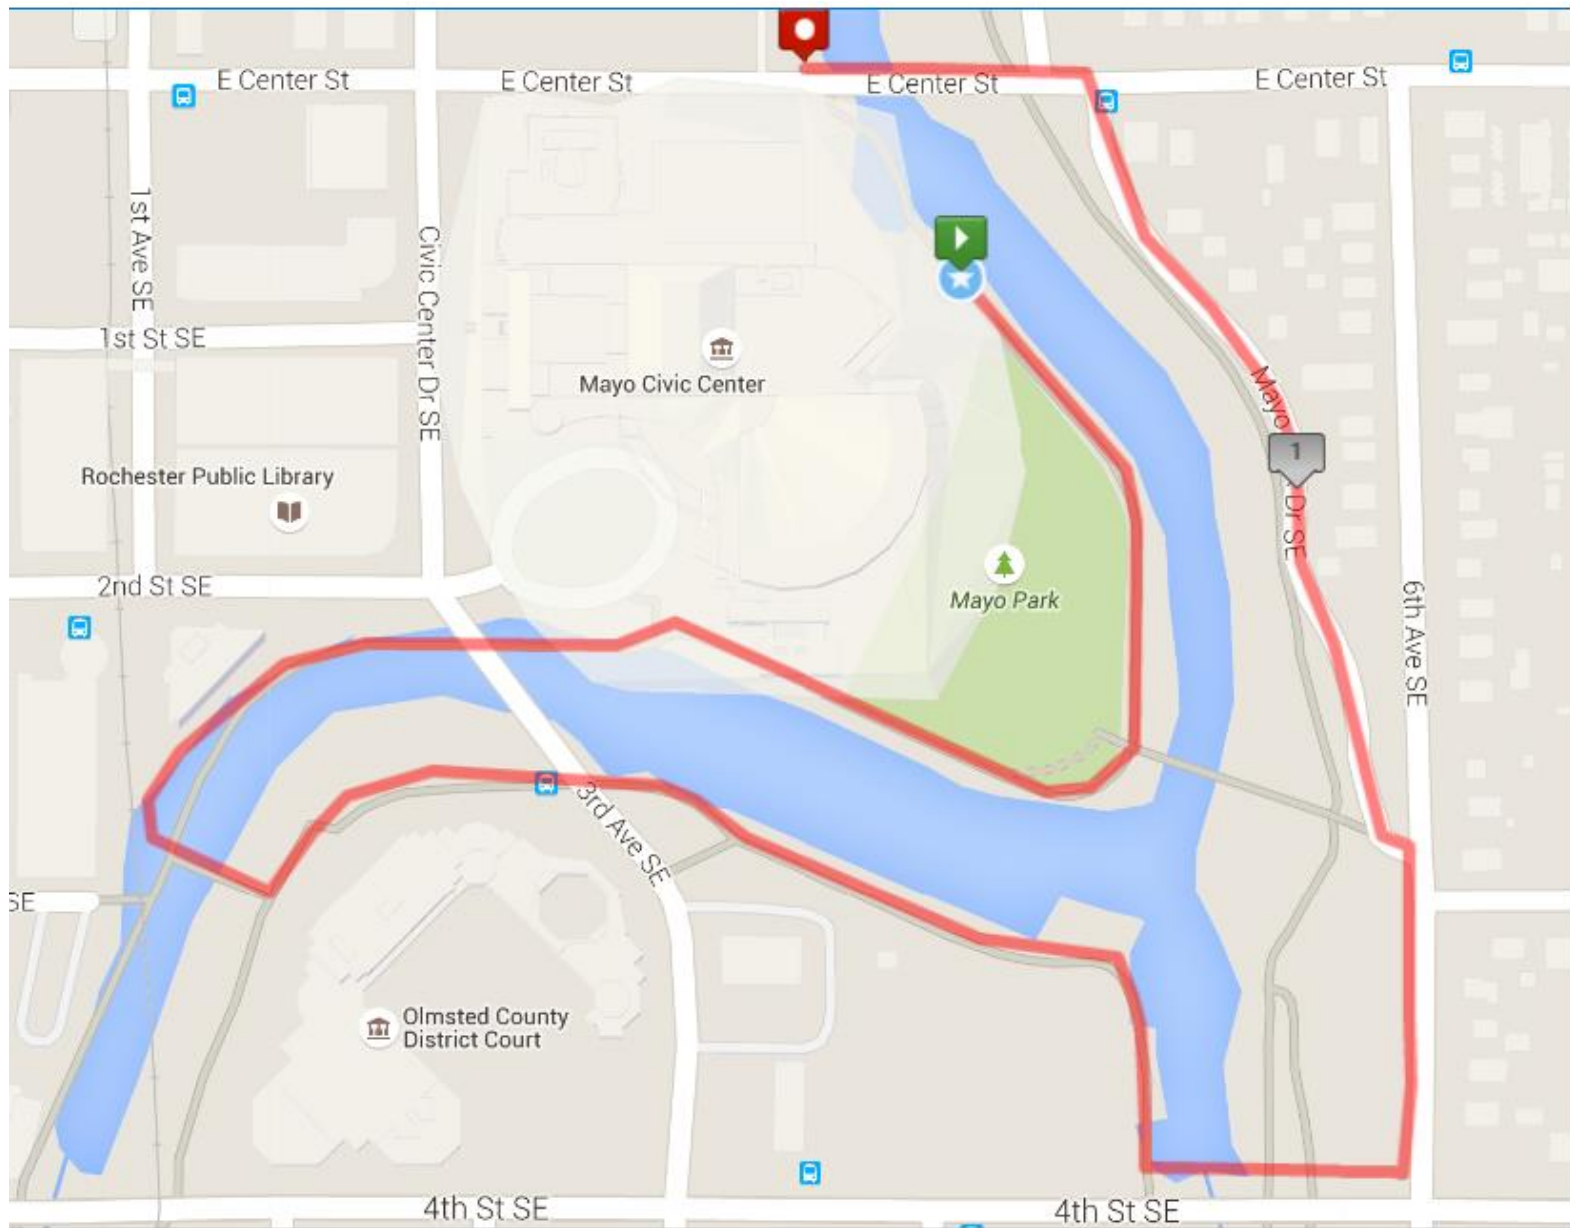 E Center St
E Center St
E Center St
E Center St
1st Ave SE
Civic Center Dr SE
1st St SE
Mayo Civic Center
Mayo
1
Dr SE
Rochester Public Library
2nd St SE
Mayo Park
6th Ave SE
3rd Ave SE
SE
Olmsted County
District Court
4th St SE
4th St SE